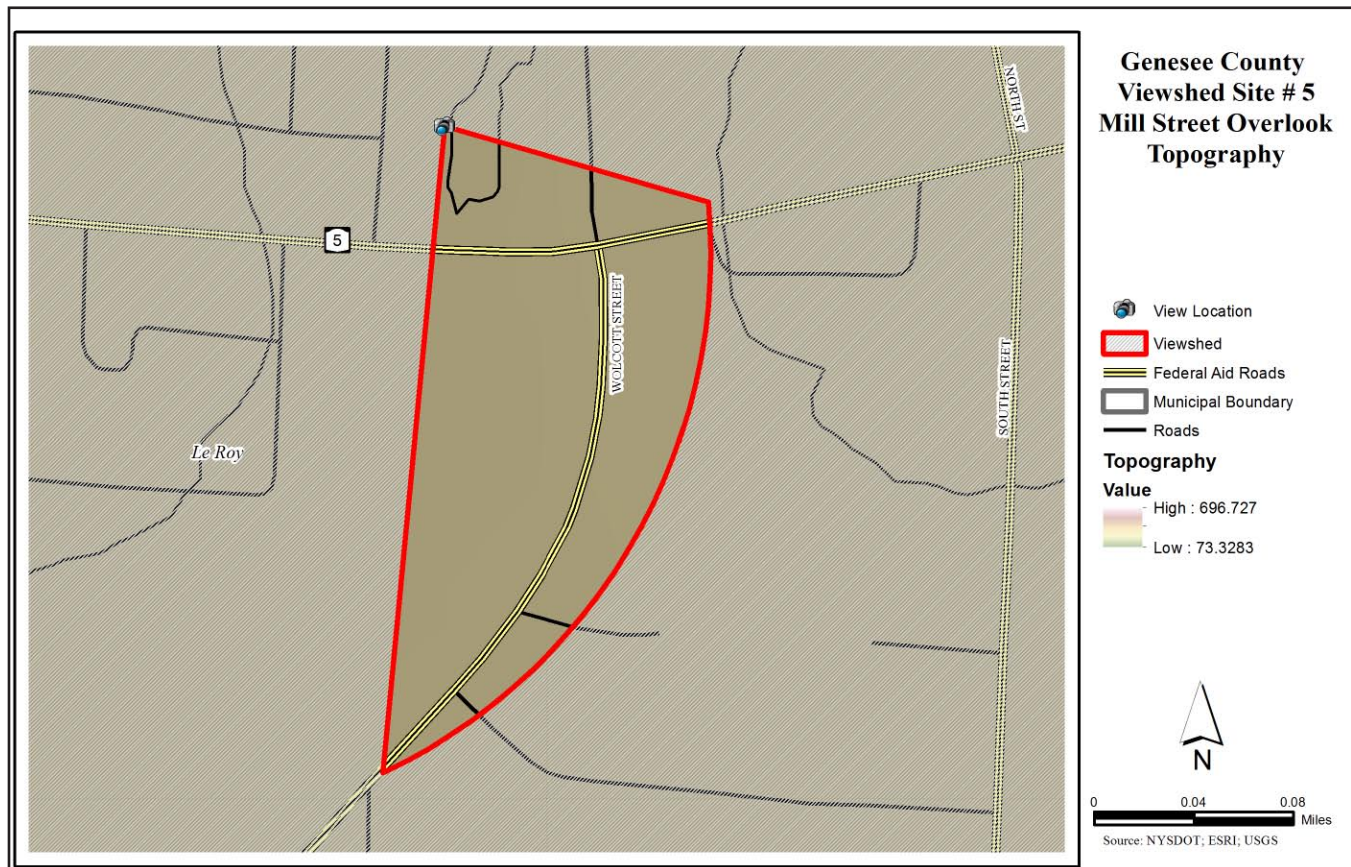 Genesee County
Viewshed Site # 5
Mill Street Overlook
Topography
NORTH ST
5
WOLCOTT STREET
SOUTH STREET
Le Roy
View Location
Viewshed
Federal Aid Roads
Municipal Boundary
Roads
Topography
Value
High : 696.727
Low : 73.3283
N
0 0.04 0.08
Miles
Source: NYSDOT; ESRI; USGS